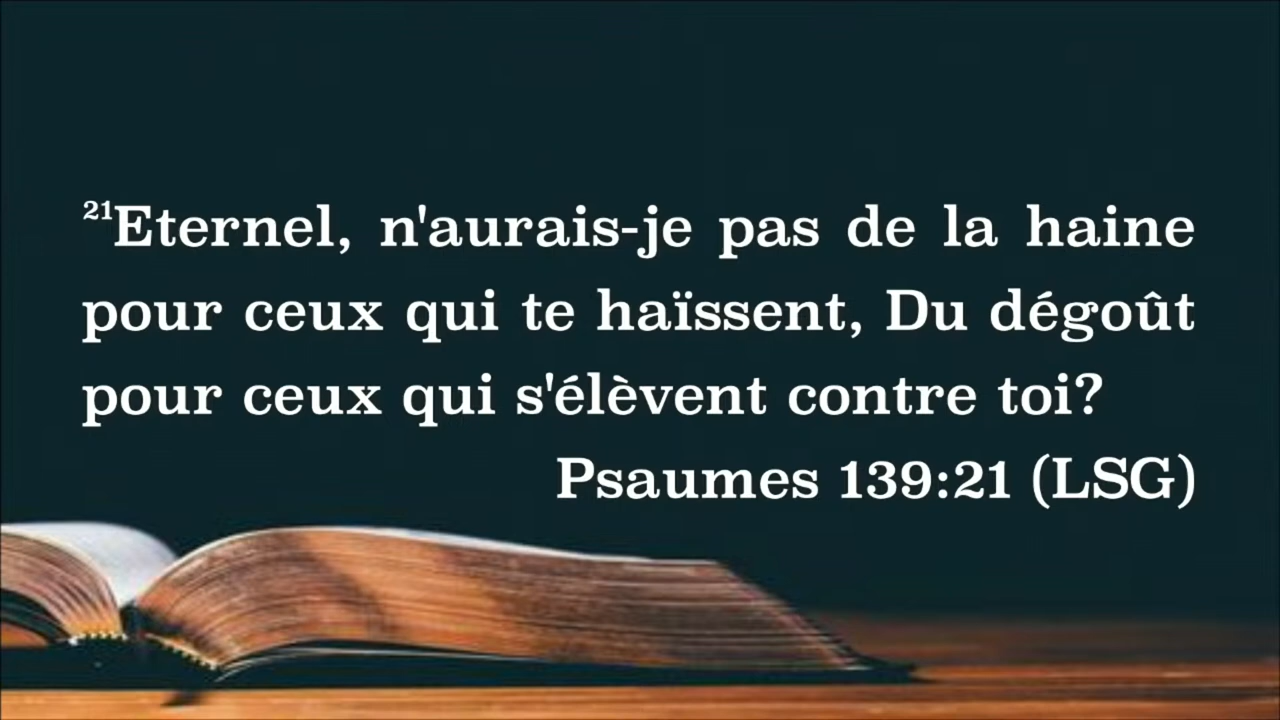 21Eternel, n'aurais-je pas de la haine
pour ceux qui te haïssent, Du dégoût
pour ceux qui s'élèvent contre toi?
Psaumes 139:21 (LSG)